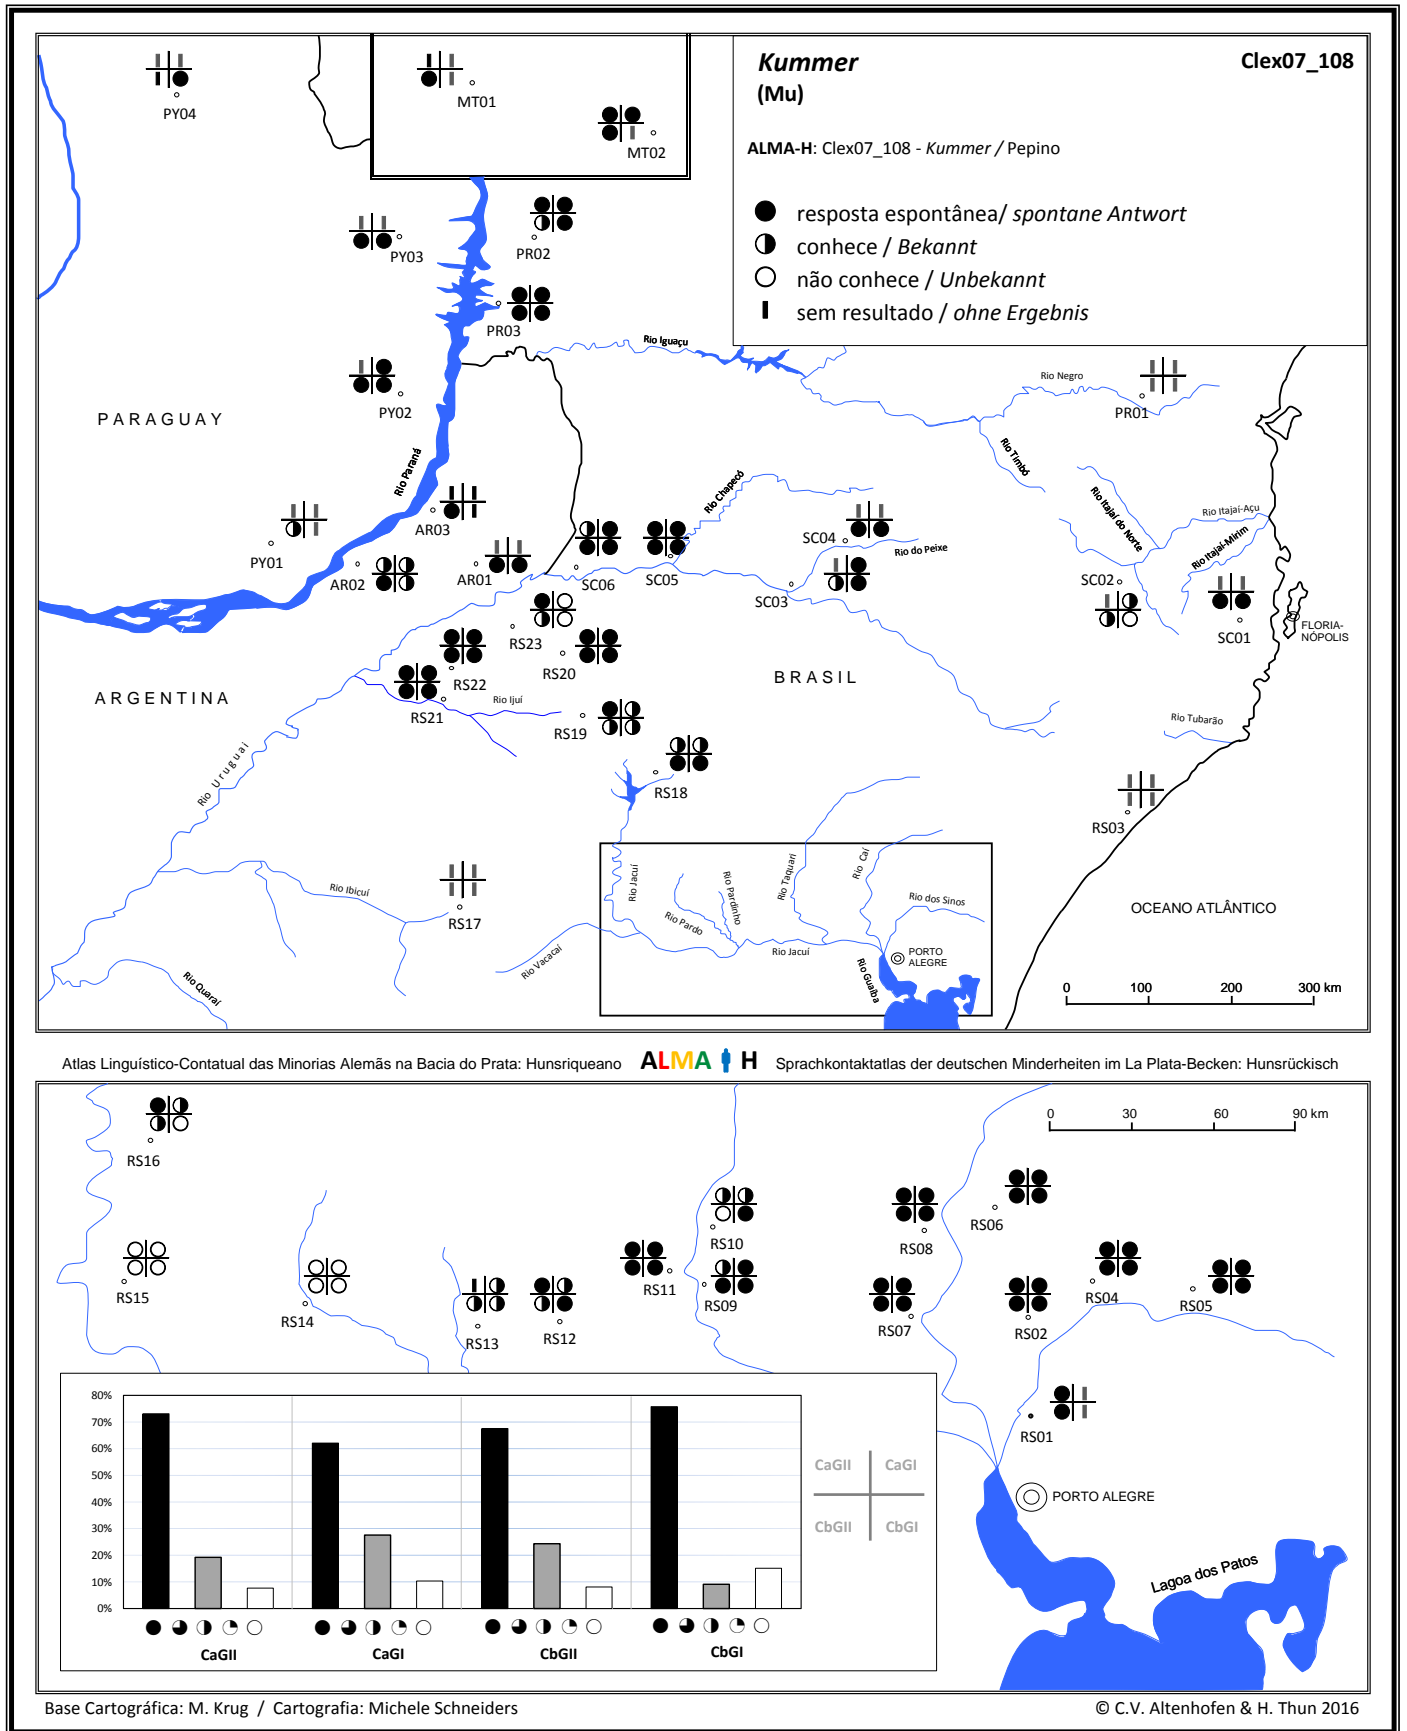 Kummer
(Mu)
Clex07_108
ALMA-H: Clex07_108 - Kummer / Pepino
resposta espontânea/ spontane Antwort
conhece / Bekannt
não conhece / Unbekannt
sem resultado / ohne Ergebnis
PY04
MT01
MT02
PY03
PR02
PR03
Rio Iguaçu
PY02
Rio Negro
PR01
PARAGUAY
Rio Paraná
Rio Timbó
Rio Chapecó
Rio Itajaí do Norte
Rio Itajaí-Açu
Rio Itajaí-Mirim
AR03
SC04
Rio do Peixe
PY01
AR02
AR01
SC06
SC05
SC03
SC02
SC01
FLORIA-
NÓPOLIS
RS23
RS20
RS22
BRASIL
ARGENTINA
RS21
Rio Ijuí
RS19
Rio Tubarão
Rio Uruguai
RS18
RS03
Rio Ibicuí
RS17
Rio Jacuí
Rio Pardo
Rio Pardinho
Rio Taquari
Rio Caí
Rio dos Sinos
OCEANO ATLÂNTICO
Rio Vacacaí
Rio Jacuí
Rio Guaíba
PORTO
ALEGRE
Rio Quaraí
0 100 200 300 km
Atlas Linguístico-Contatual das Minorias Alemãs na Bacia do Prata: Hunsriqueano ALMA H Sprachkontaktatlas der deutschen Minderheiten im La Plata-Becken: Hunsrückisch
0 30 60 90 km
RS16
RS10
RS08
RS06
RS15
RS14
RS13
RS12
RS11
RS09
RS07
RS02
RS04
RS05
RS01
80%
70%
60%
50%
40%
30%
20%
10%
0%
CaGII CaGI CbGII CbGI
CaGII CaGI
CbGII CbGI
PORTO ALEGRE
Lagoa dos Patos
Base Cartográfica: M. Krug / Cartografia: Michele Schneiders
© C.V. Altenhofen & H. Thun 2016